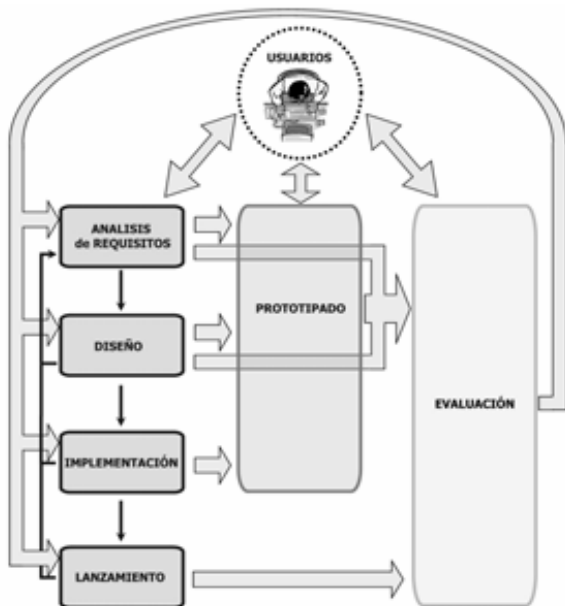 USUARIOS
ANALISIS
de REQUISITOS
PROTOTIPADO
DISEÑO
EVALUACIÓN
IMPLEMENTACIÓN
LANZAMIENTO